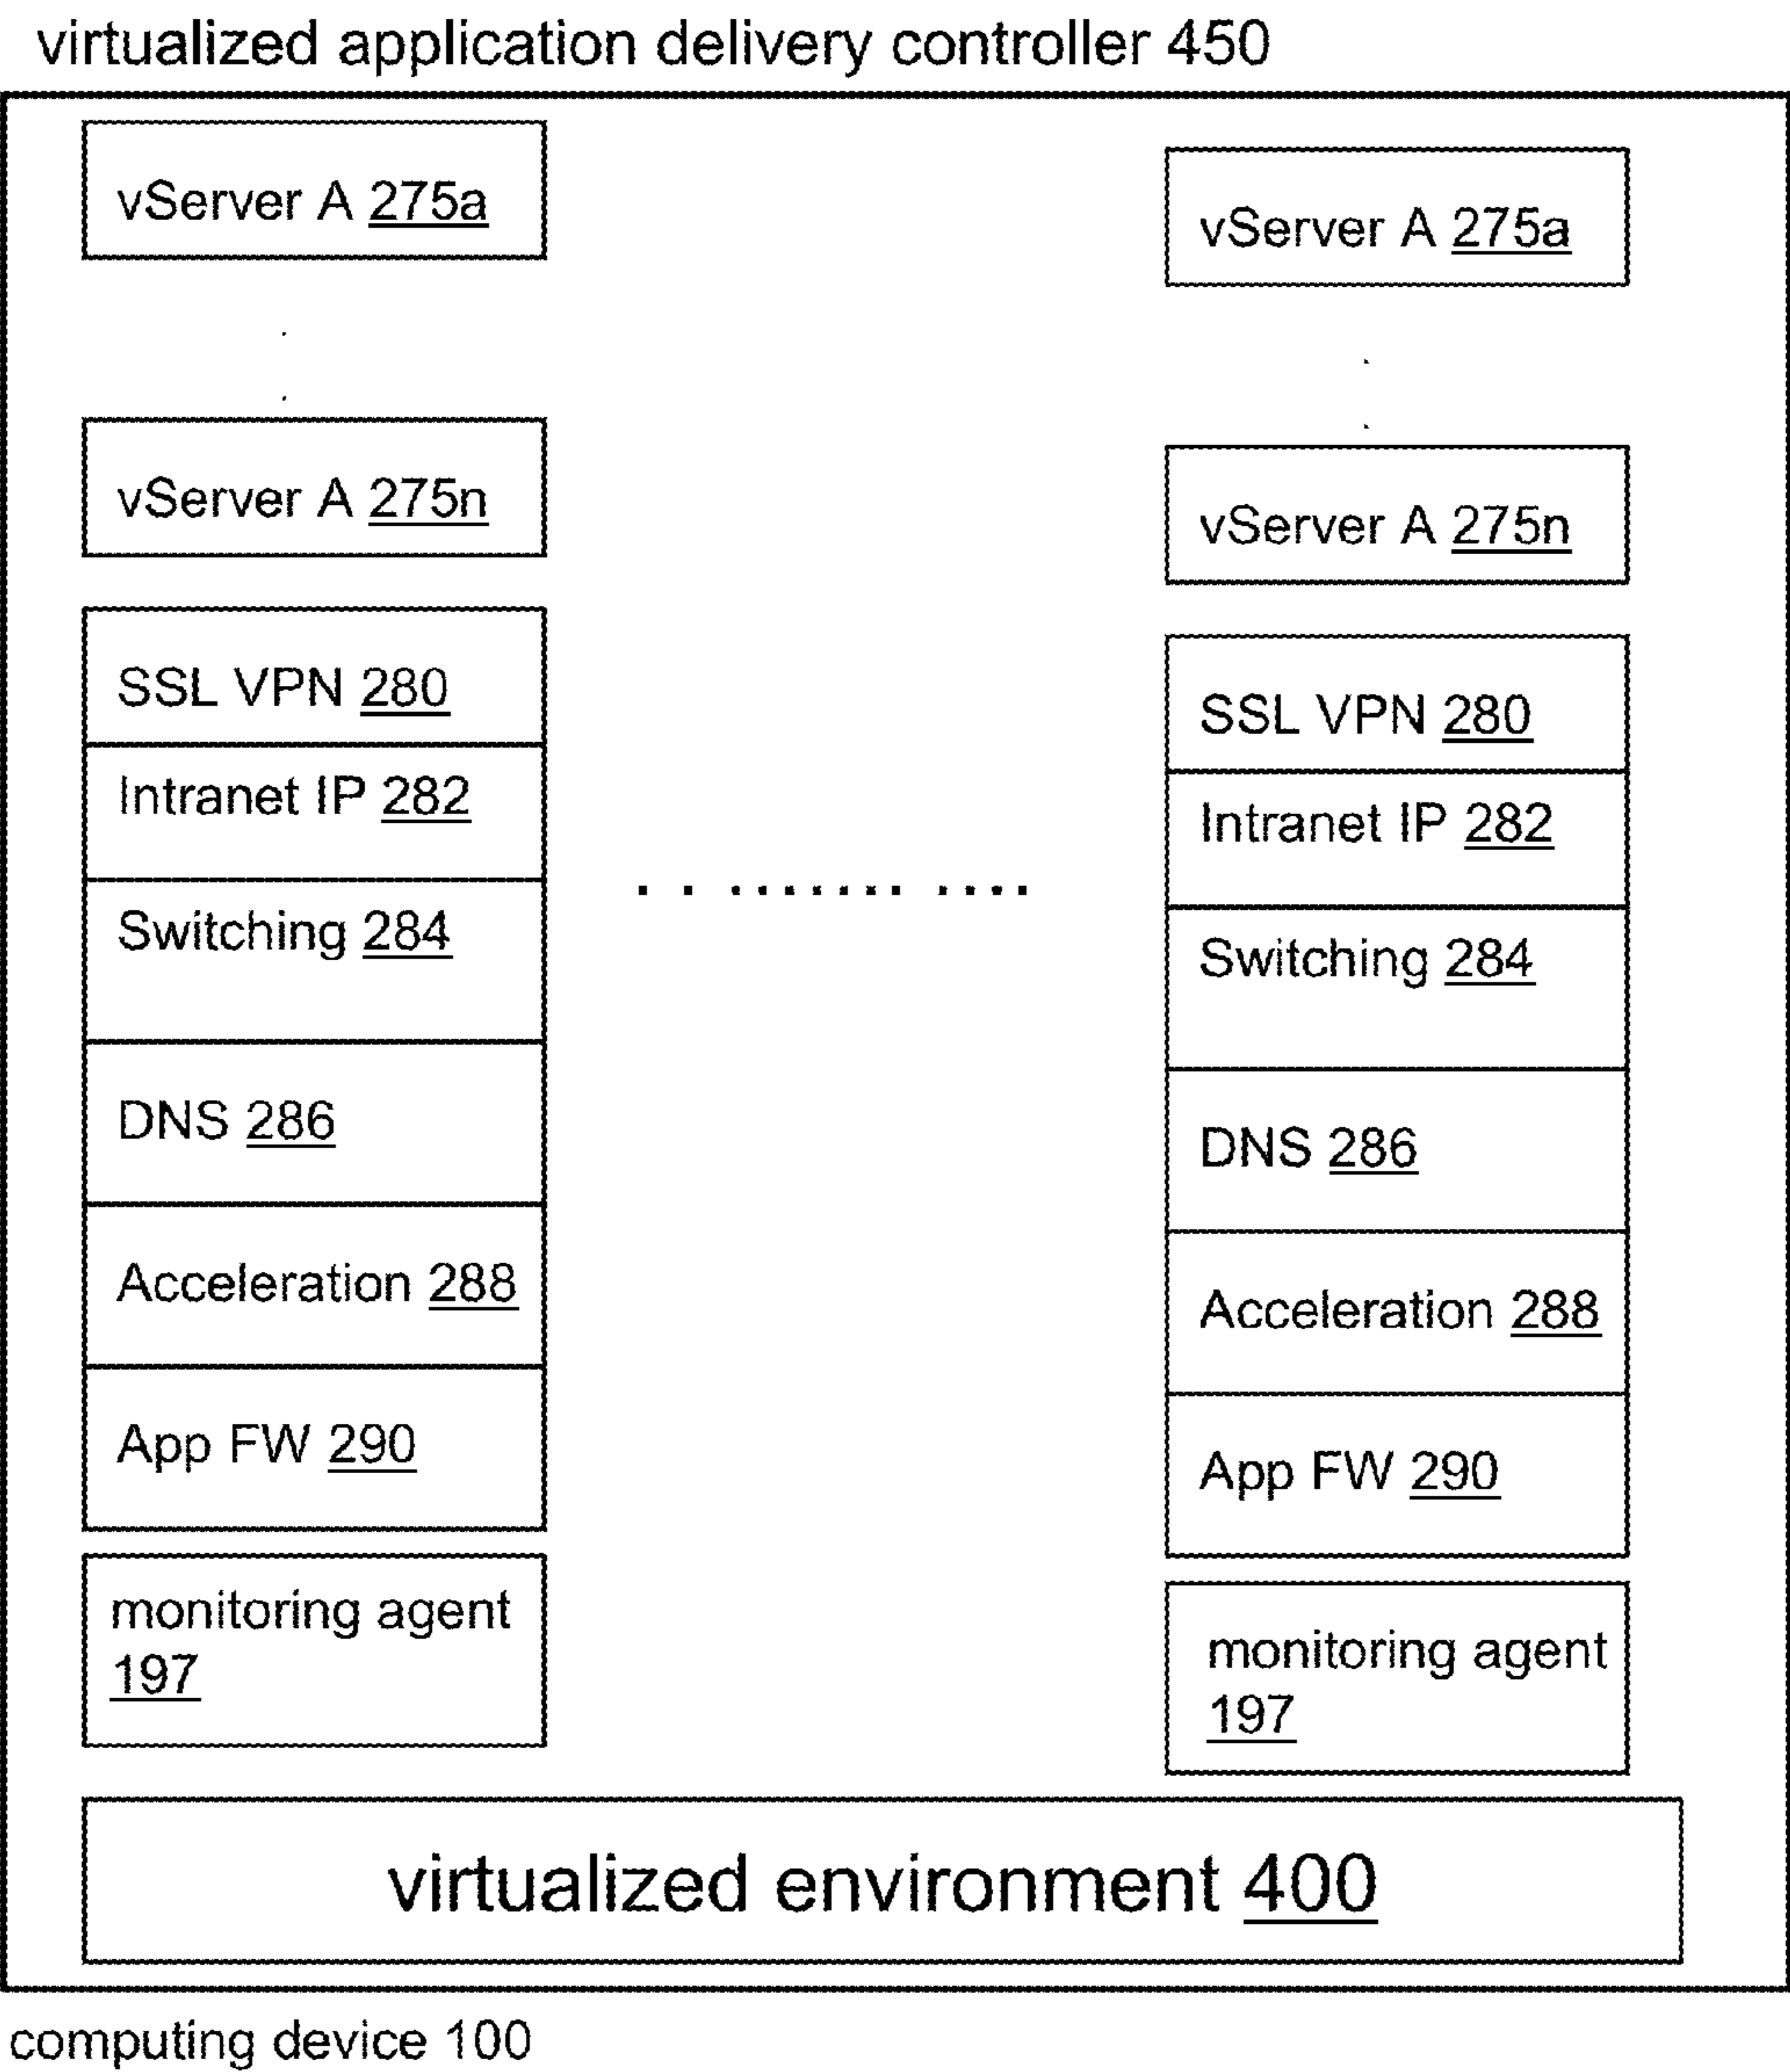 virtualized application delivery controller 450
vServer A 275a
vServer A 275n
SSL VPN 280
Intranet IP 282
Switching 284
DNS 286
Acceleration 288
App FW 290
monitoring agent
197
vServer A 275a
vServer A 275n
SSL VPN 280
Intranet IP 282
Switching 284
DNS 286
Acceleration 288
App FW 290
monitoring agent
197
virtualized environment 400
computing device 100